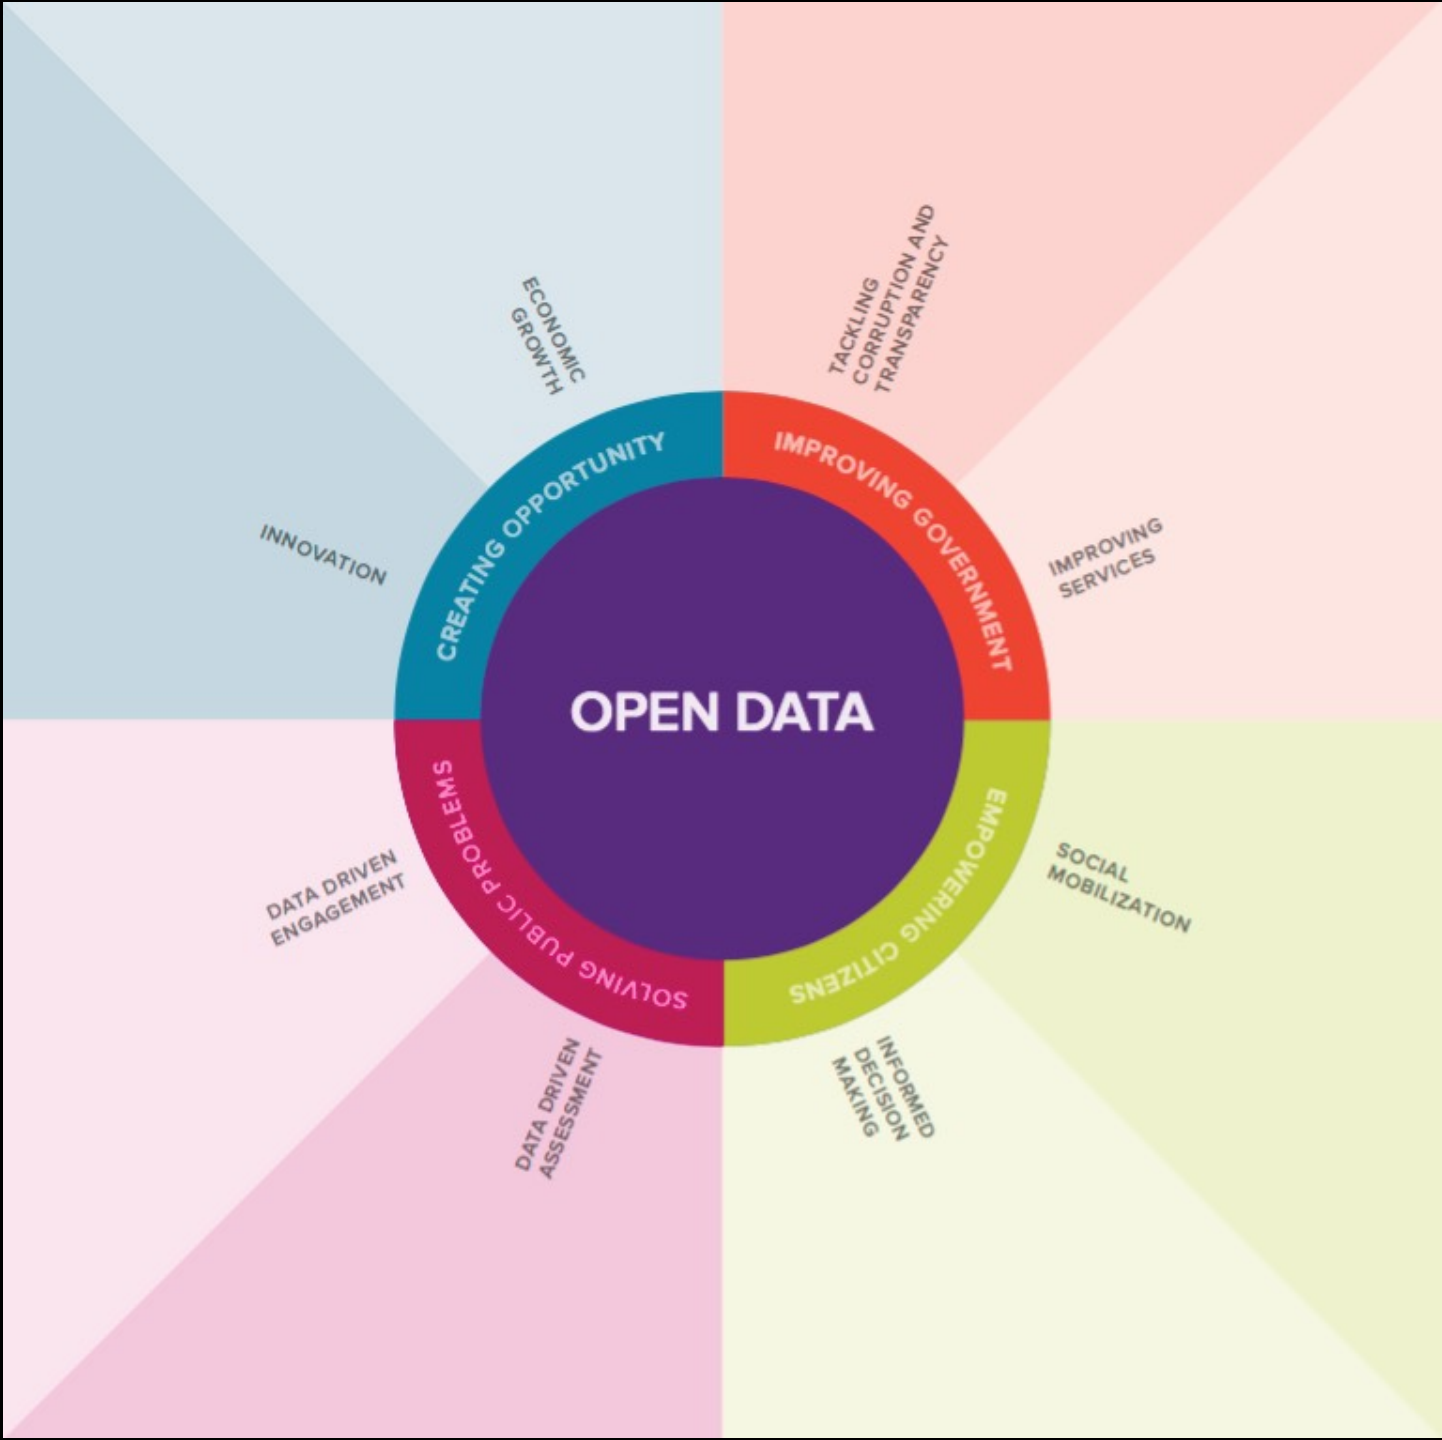 TACKLING
CORRUPTION AND
TRANSPARENCY
ECONOMIC
GROWTH
CREATING OPPORTUNITY
IMPROVING GOVERNMENT
INNOVATION
IMPROVING
SERVICES
OPEN DATA
SOLVING PUBLIC PROBLEMS
EMPOWERING CITIZENS
DATA DRIVEN
ENGAGEMENT
SOCIAL
MOBILIZATION
DATA DRIVEN
ASSESSMENT
INFORMED
DECISION
MAKING